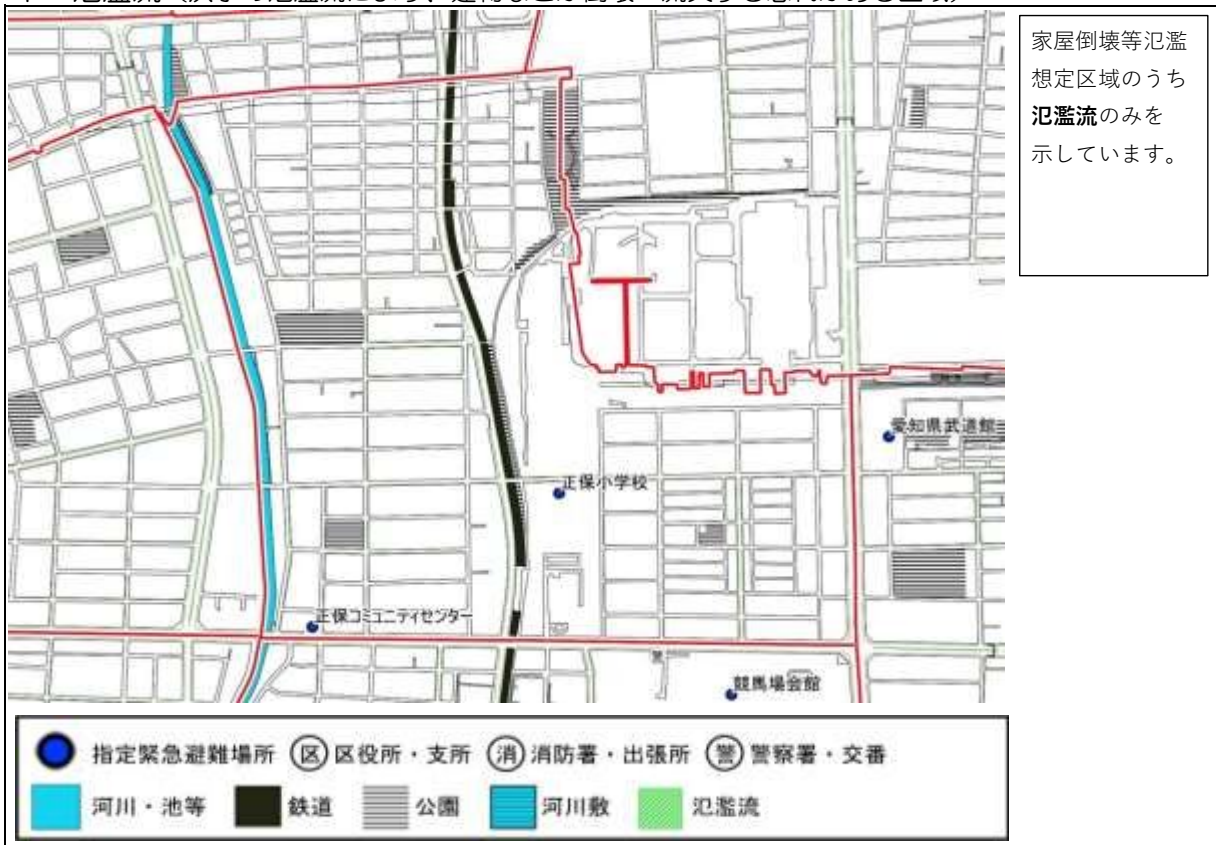 家屋倒壊等氾濫
想定区域のうち
氾濫流のみを
示しています。
愛知県武道館
正保小学校
正保コミュニティセンター
競馬場会館
指定緊急避難場所 区 区役所・支所 消 消防署・出張所 警 警察署・交番
河川・池等 鉄道 公園 河川敷 氾濫流